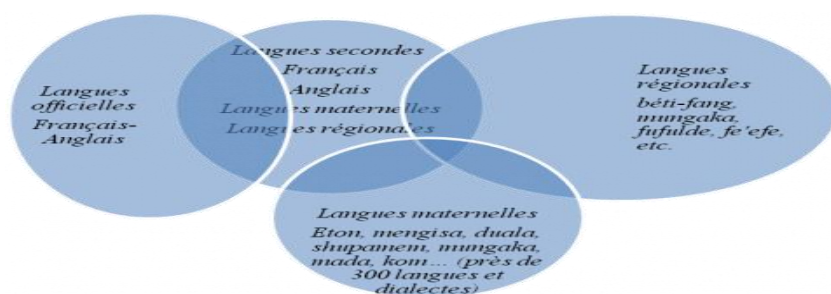 Langues
officielles
Français-
Anglais
Langues secondes
Français
Anglais
Langues maternelles
Langues régionales
Langues
régionales
béti-fang,
mungaka,
fufulde, fe'efe,
etc.
Langues maternelles
Eton, mengisa, duala,
shupamem, mungaka,
mada, kom... (près de
300 langues et
dialectes)